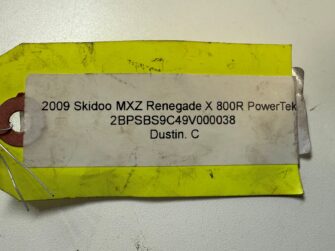 2009 Skidoo MXZ Renegade X 800R PowerTek
2BPSBS9C49V000038
Dustin. C